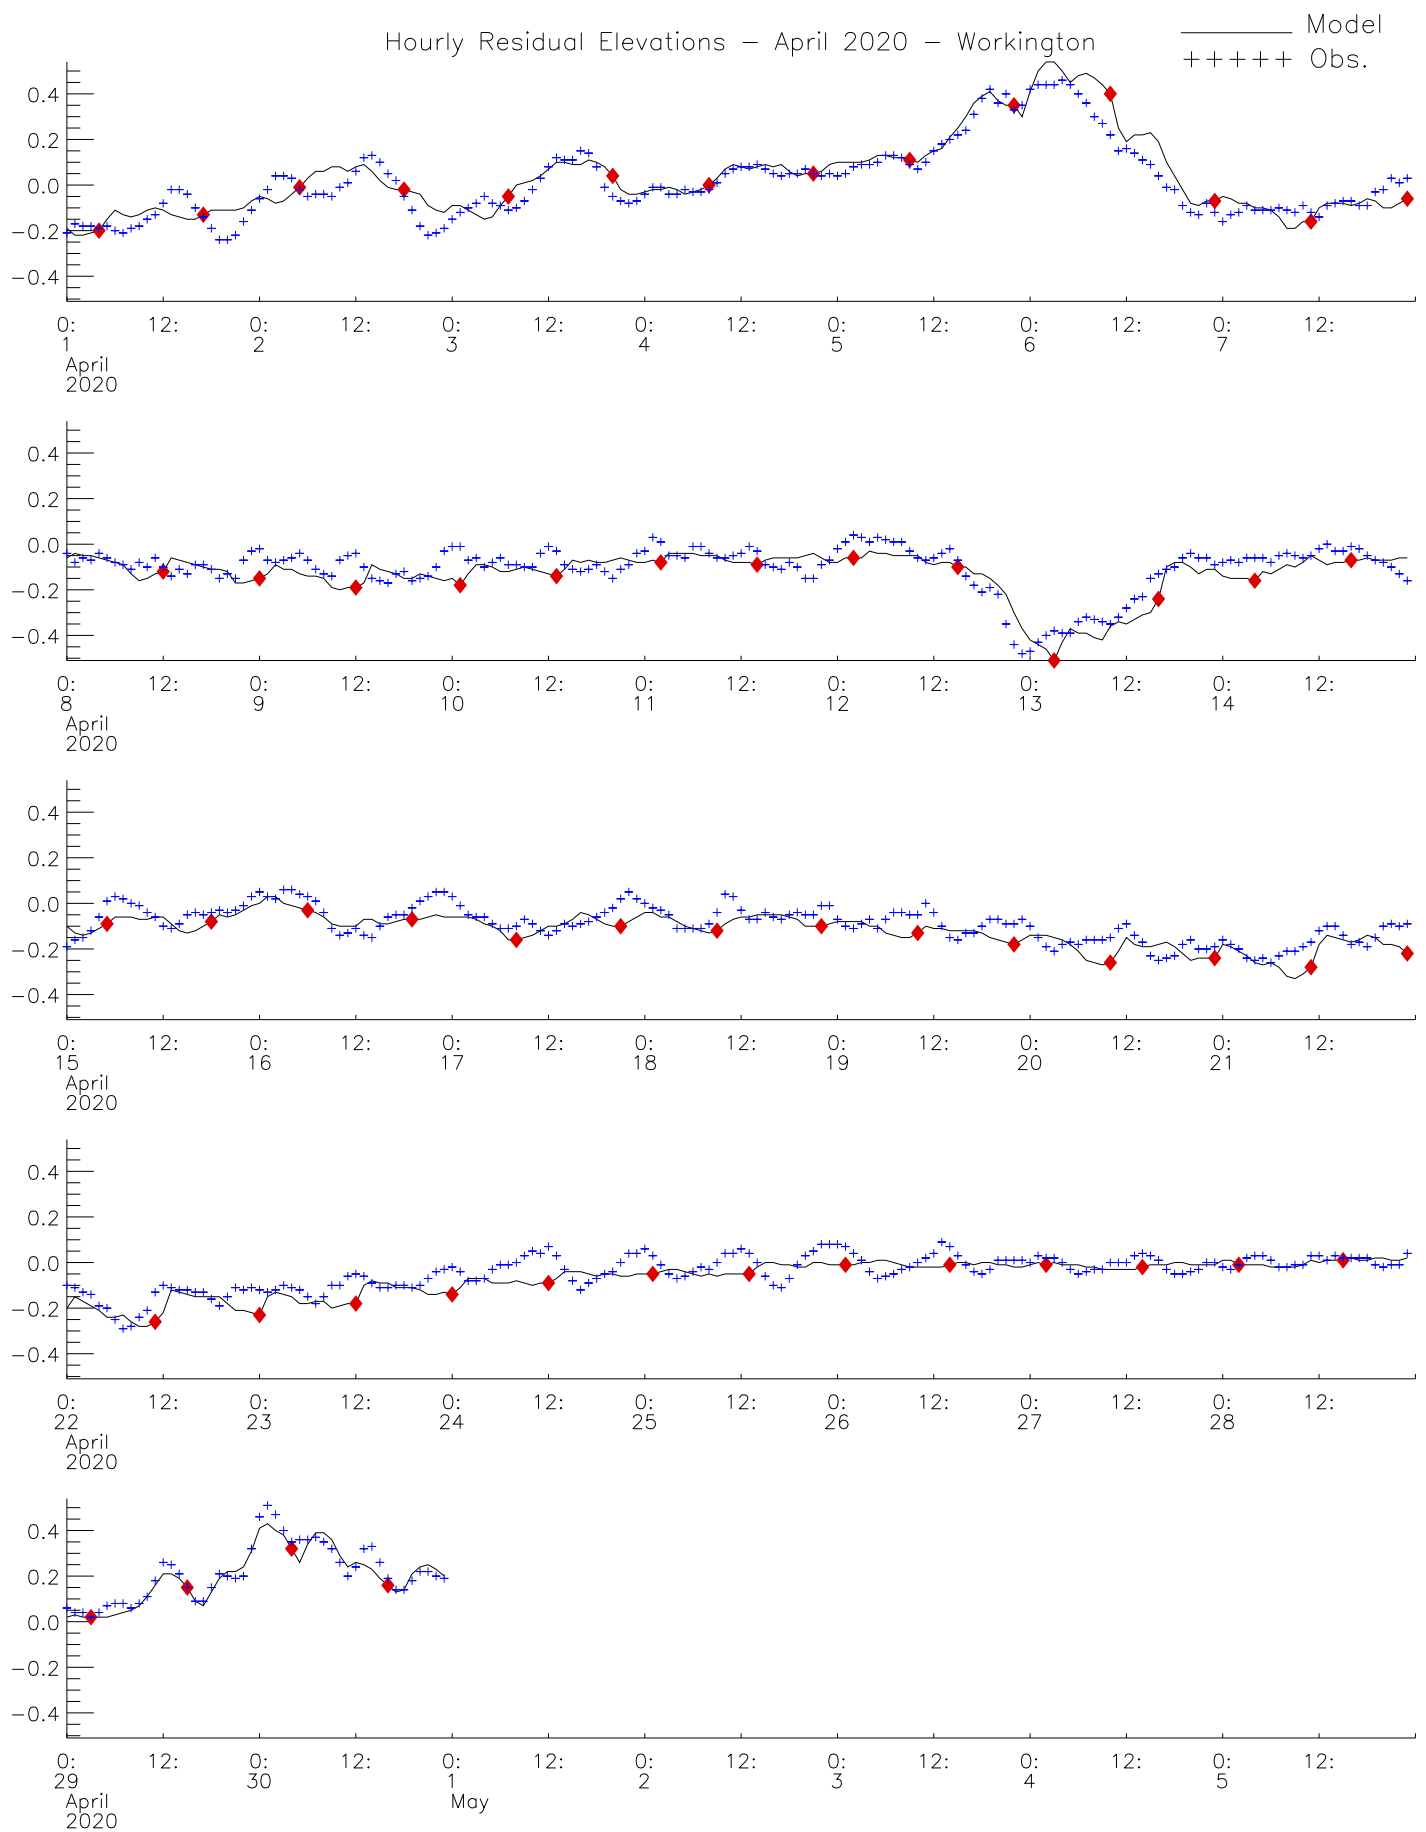 Hourly Residual Elevations – April 2020 – Workington
Model
+++++ Obs.
0.4
0.2
0.0
−0.2
−0.4
0: 12: 0: 12: 0: 12: 0: 12: 0: 12: 0: 12: 0: 12:
1 2 3 4 5 6 7
April
2020
0.4
0.2
0.0
−0.2
−0.4
0: 12: 0: 12: 0: 12: 0: 12: 0: 12: 0: 12: 0: 12:
8 9 10 11 12 13 14
April
2020
0.4
0.2
0.0
−0.2
−0.4
0: 12: 0: 12: 0: 12: 0: 12: 0: 12: 0: 12: 0: 12:
15 16 17 18 19 20 21
April
2020
0.4
0.2
0.0
−0.2
−0.4
0: 12: 0: 12: 0: 12: 0: 12: 0: 12: 0: 12: 0: 12:
22 23 24 25 26 27 28
April
2020
0.4
0.2
0.0
−0.2
−0.4
0: 12: 0: 12: 0: 12: 0: 12: 0: 12: 0: 12: 0: 12:
29 30 1 2 3 4 5
April May
2020